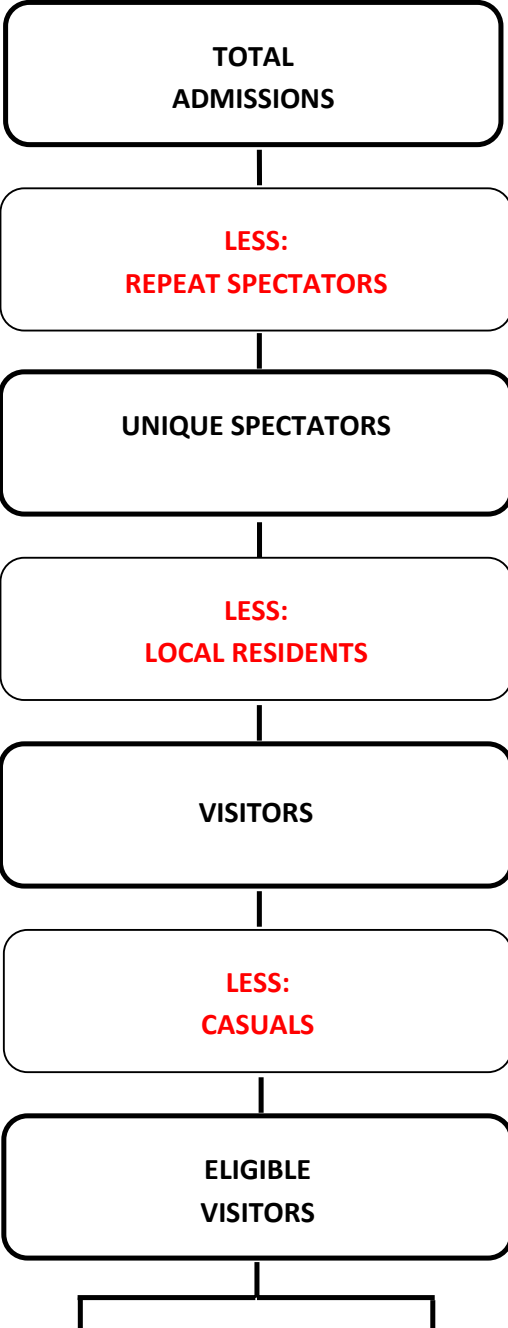 TOTAL
ADMISSIONS
LESS:
REPEAT SPECTATORS
UNIQUE SPECTATORS
LESS:
LOCAL RESIDENTS
VISITORS
LESS:
CASUALS
ELIGIBLE
VISITORS